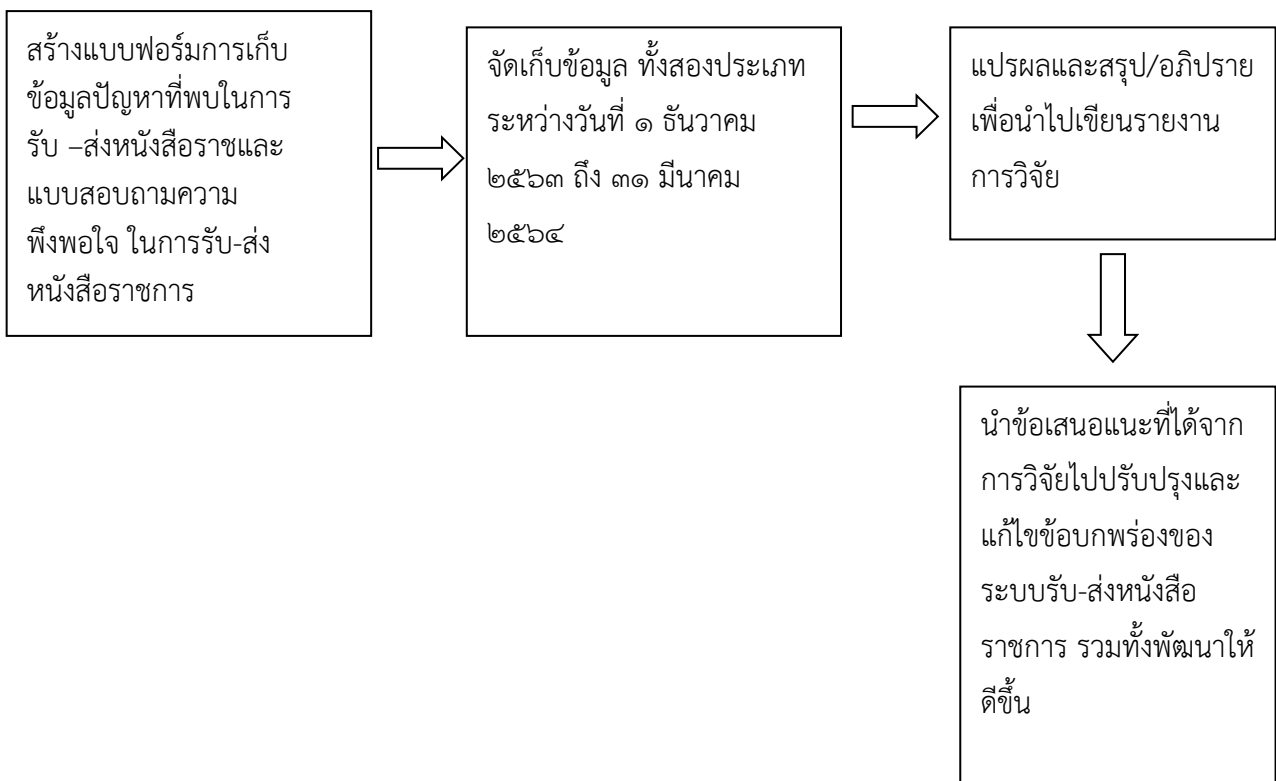 สร้างแบบฟอร์มการเก็บ
ข้อมูลปัญหาที่พบในการ
รับ –ส่งหนังสือราชและ
แบบสอบถามความ
พึงพอใจ ในการรับ-ส่ง
หนังสือราชการ
จัดเก็บข้อมูล ทั้งสองประเภท
ระหว่างวันที่ ๑ ธันวาคม
๒๕๖๓ ถึง ๓๑ มีนาคม
๒๕๖๔
แปรผลและสรุป/อภิปราย
เพื่อนำไปเขียนรายงาน
การวิจัย
นำข้อเสนอแนะที่ได้จาก
การวิจัยไปปรับปรุงและ
แก้ไขข้อบกพร่องของ
ระบบรับ-ส่งหนังสือ
ราชการ รวมทั้งพัฒนาให้
ดีขึ้น